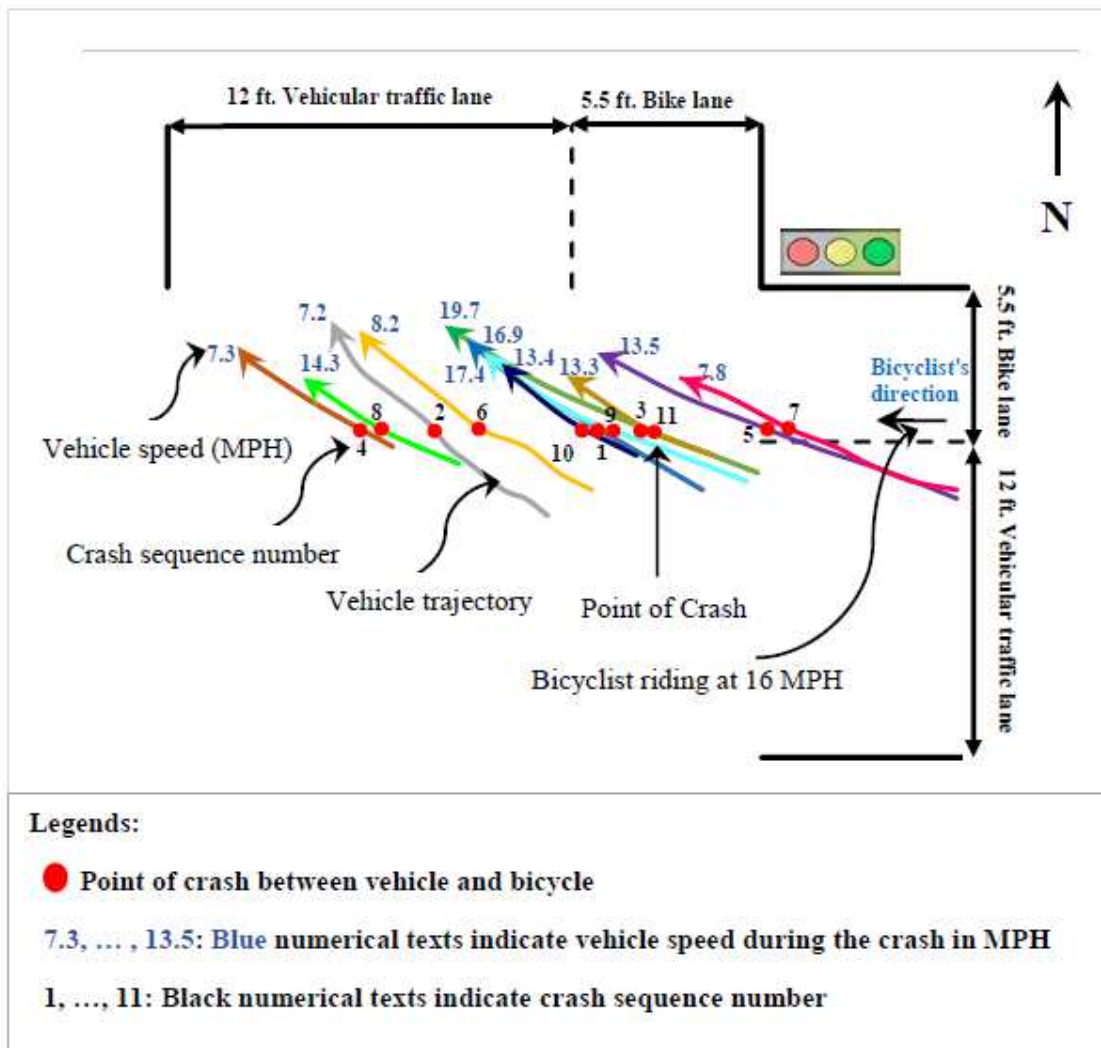 12 ft. Vehicular traffic lane
5.5 ft. Bike lane
N
5.5 ft. Bike lane
12 ft. Vehicular traffic lane
19.7
7.2
8.2
16.9
13.5
7.3
14.3
17.4
13.4
13.3
7.8
Bicyclist's
direction
8
2
6
9
3
11
5
7
4
10
1
Vehicle speed (MPH)
Crash sequence number
Vehicle trajectory
Point of Crash
Bicyclist riding at 16 MPH
Legends:
Point of crash between vehicle and bicycle
7.3, … , 13.5: Blue numerical texts indicate vehicle speed during the crash in MPH
1, …, 11: Black numerical texts indicate crash sequence number